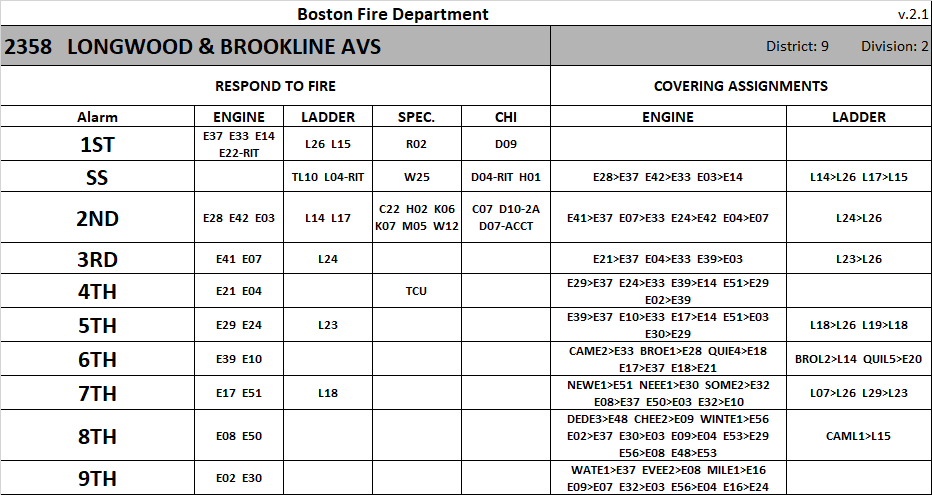 Boston Fire Department v.2.1
2358 LONGWOOD & BROOKLINE AVS District: 9 Division: 2
RESPOND TO FIRE COVERING ASSIGNMENTS
Alarm ENGINE LADDER SPEC. CHI ENGINE LADDER
1ST E37 E33 E14 L26 L15 R02 D09
E22-RIT
SS TL10 L04-RIT W25 D04-RIT H01 E28>E37 E42>E33 E03>E14 L14>L26 L17>L15
2ND E28 E42 E03 L14 L17 C22 H02 K06 C07 D10-2A E41>E37 E07>E33 E24>E42 E04>E07 L24>L26
K07 M05 W12 D07-ACCT
3RD E41 E07 L24 E21>E37 E04>E33 E39>E03 L23>L26
4TH E21 E04 TCU E29>E37 E24>E33 E39>E14 E51>E29
E02>E39
5TH E29 E24 L23 E39>E37 E10>E33 E17>E14 E51>E03 L18>L26 L19>L18
E30>E29
6TH E39 E10 CAME2>E33 BROE1>E28 QUIE4>E18 BROL2>L14 QUIL5>E20
E17>E37 E18>E21
7TH E17 E51 L18 NEWE1>E51 NEEE1>E30 SOME2>E32 L07>L26 L29>L23
E08>E37 E50>E03 E32>E10
8TH E08 E50 DEDE3>E48 CHEE2>E09 WINTE1>E56 CAML1>L15
E02>E37 E30>E03 E09>E04 E53>E29
E56>E08 E48>E53
9TH E02 E30 WATE1>E37 EVEE2>E08 MILE1>E16
E09>E07 E32>E03 E56>E04 E16>E24